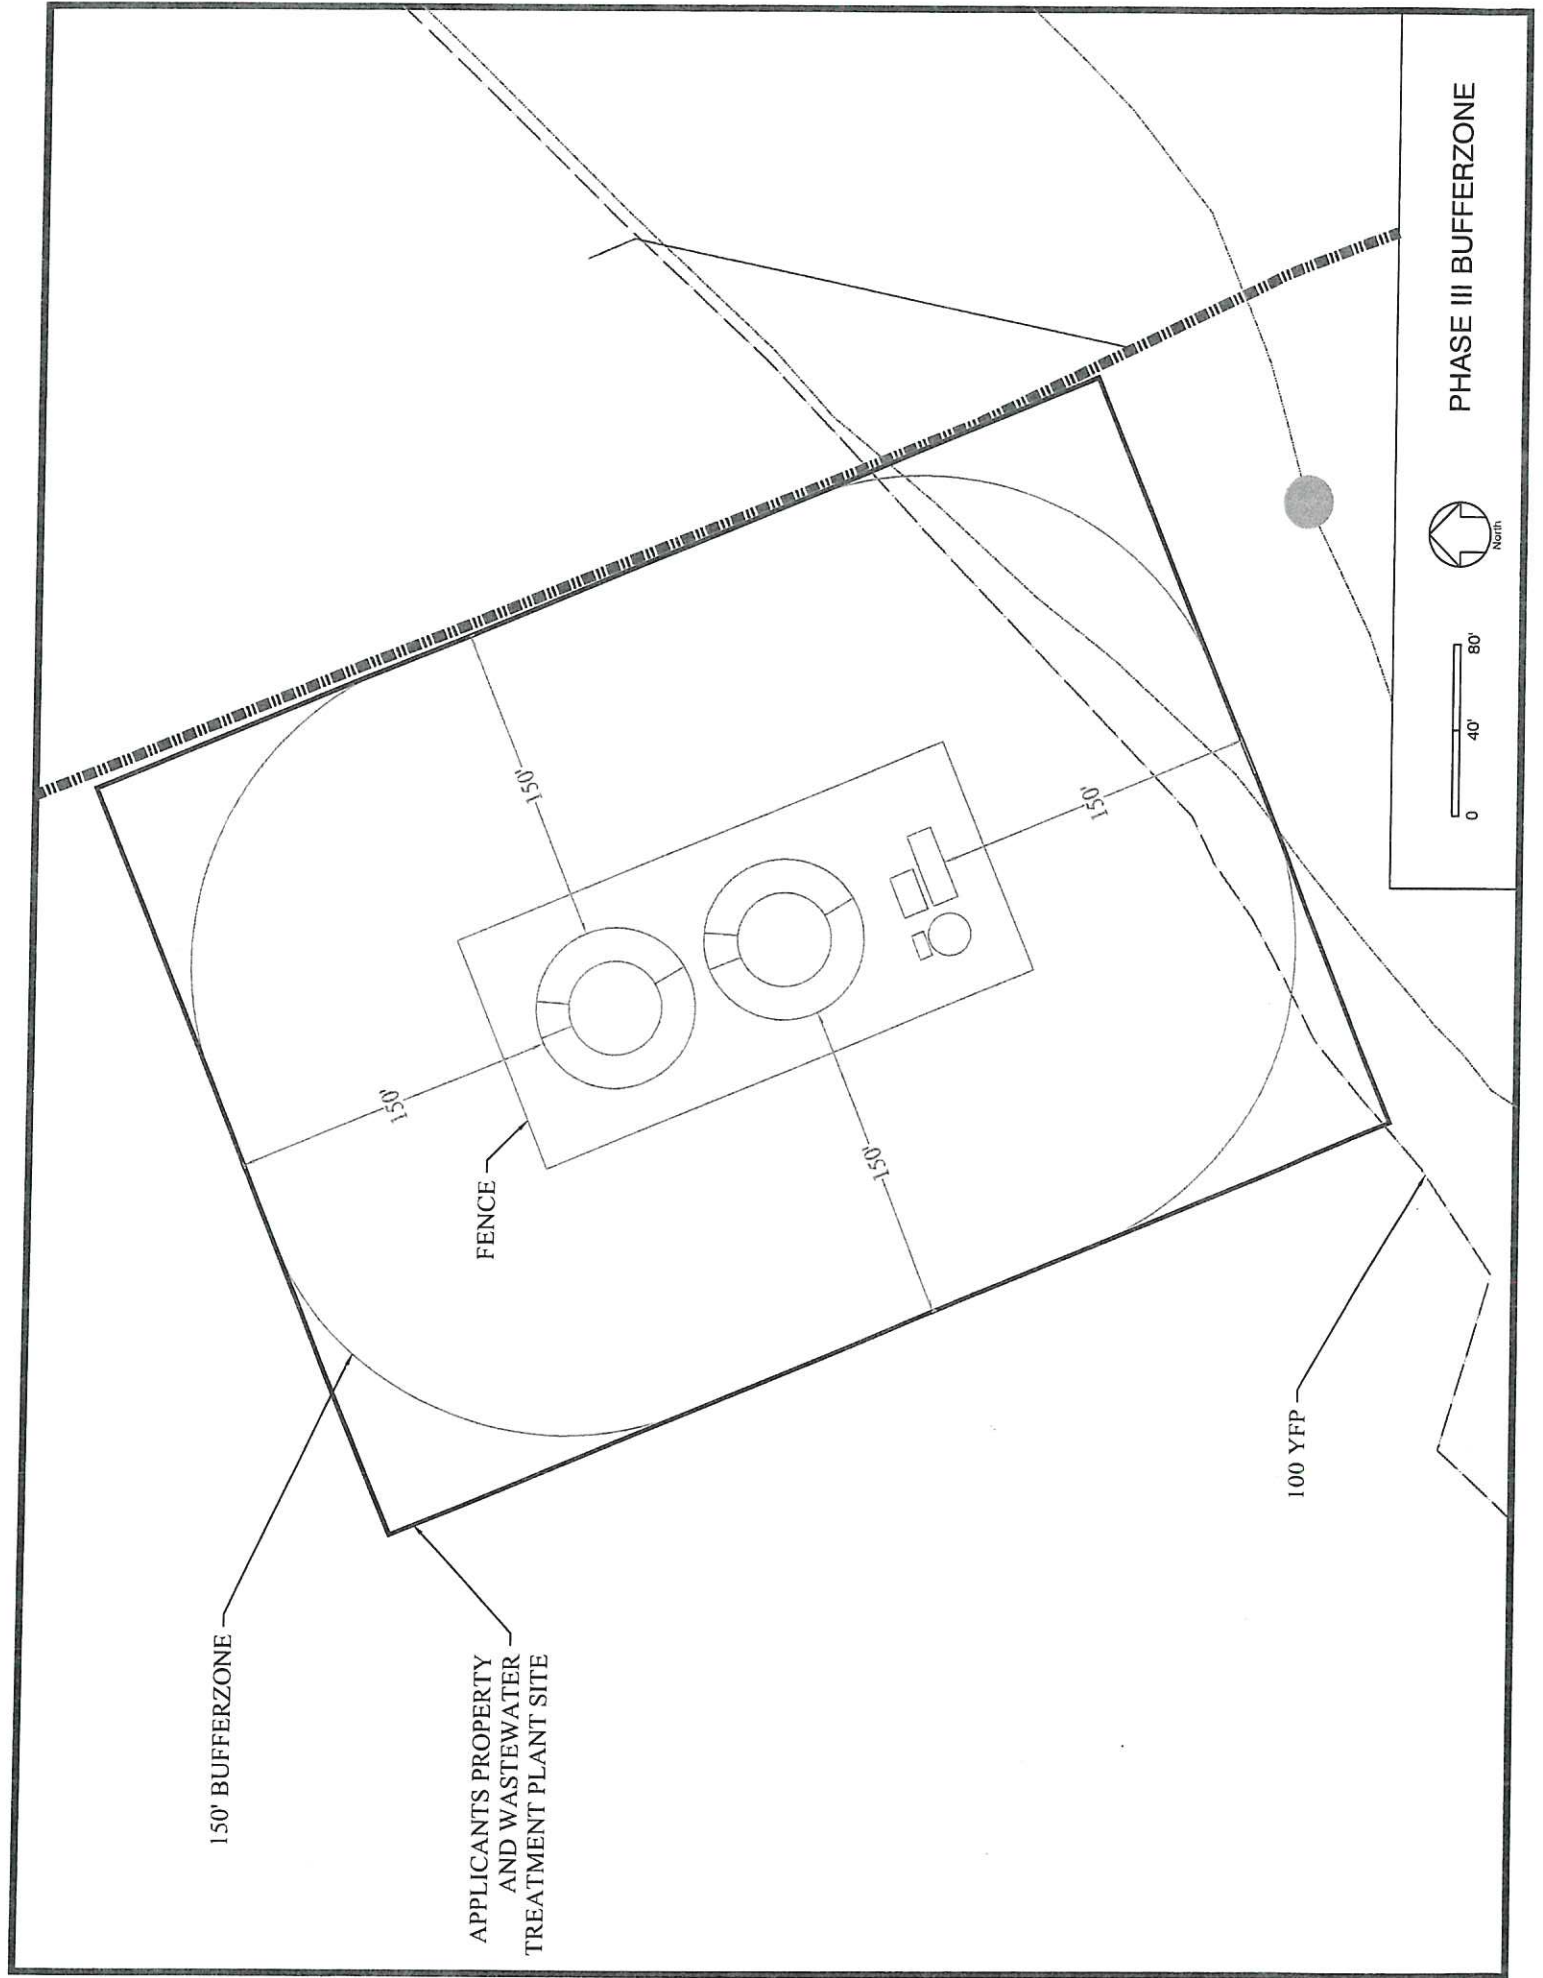 150' BUFFERZONE
APPLICANTS PROPERTY
AND WASTEWATER
TREATMENT PLANT SITE
FENCE
150'
150'
150'
150'
100 YFP
0 40' 80'
North
PHASE III BUFFERZONE